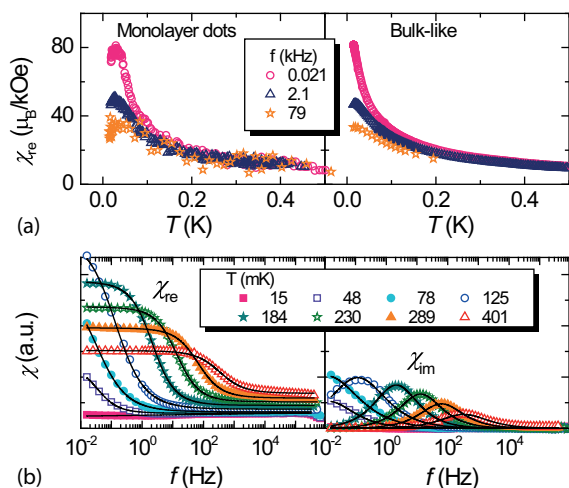 Monolayer dots
Bulk-like
f (kHz)
0.021
2.1
79
80
40
0
χre (μB/kOe)
0.0 0.2 0.4
0.0 0.2 0.4
T (K)
T (K)
(a)
χre
T (mK)
15 48 78 125
184 230 289 401
χim
χ(a.u.)
10-2 100 102 104
10-2 100 102 104
f (Hz)
f (Hz)
(b)